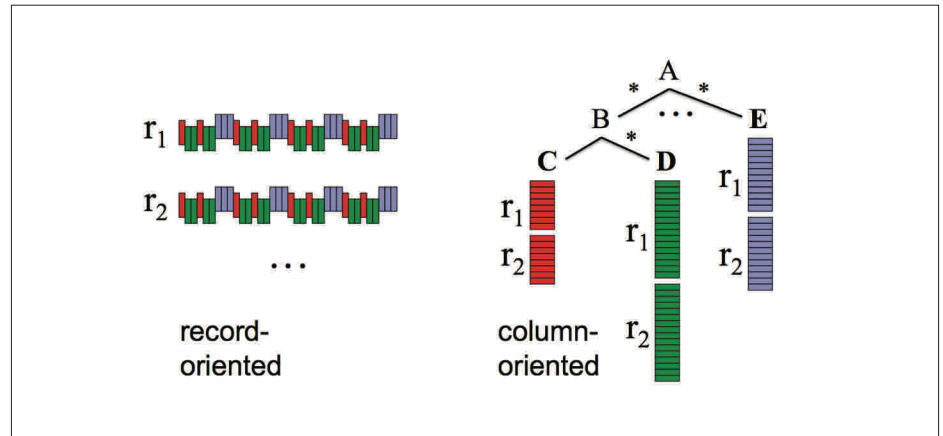 r1
r2
...
record-
oriented
A
* *
B ... E
*
C D
r1
r2
r1
r2
r1
r2
column-
oriented